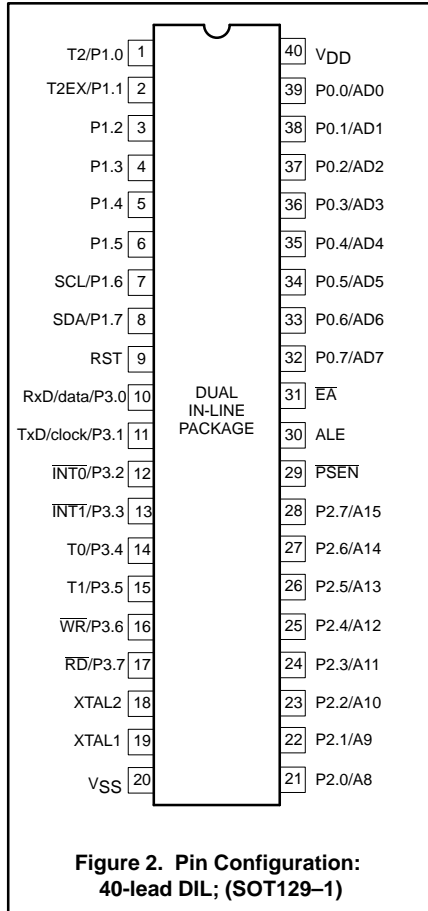 T2/P1.0 1
T2EX/P1.1 2
P1.2 3
P1.3 4
P1.4 5
P1.5 6
SCL/P1.6 7
SDA/P1.7 8
RST 9
RxD/data/P3.0 10
TxD/clock/P3.1 11
I̅N̅T̅0̅/P3.2 12
I̅N̅T̅1̅/P3.3 13
T0/P3.4 14
T1/P3.5 15
W̅R̅/P3.6 16
R̅D̅/P3.7 17
XTAL2 18
XTAL1 19
VSS 20
DUAL
IN-LINE
PACKAGE
40 VDD
39 P0.0/AD0
38 P0.1/AD1
37 P0.2/AD2
36 P0.3/AD3
35 P0.4/AD4
34 P0.5/AD5
33 P0.6/AD6
32 P0.7/AD7
31 E̅A̅
30 ALE
29 P̅S̅E̅N̅
28 P2.7/A15
27 P2.6/A14
26 P2.5/A13
25 P2.4/A12
24 P2.3/A11
23 P2.2/A10
22 P2.1/A9
21 P2.0/A8
Figure 2. Pin Configuration:
40-lead DIL; (SOT129–1)